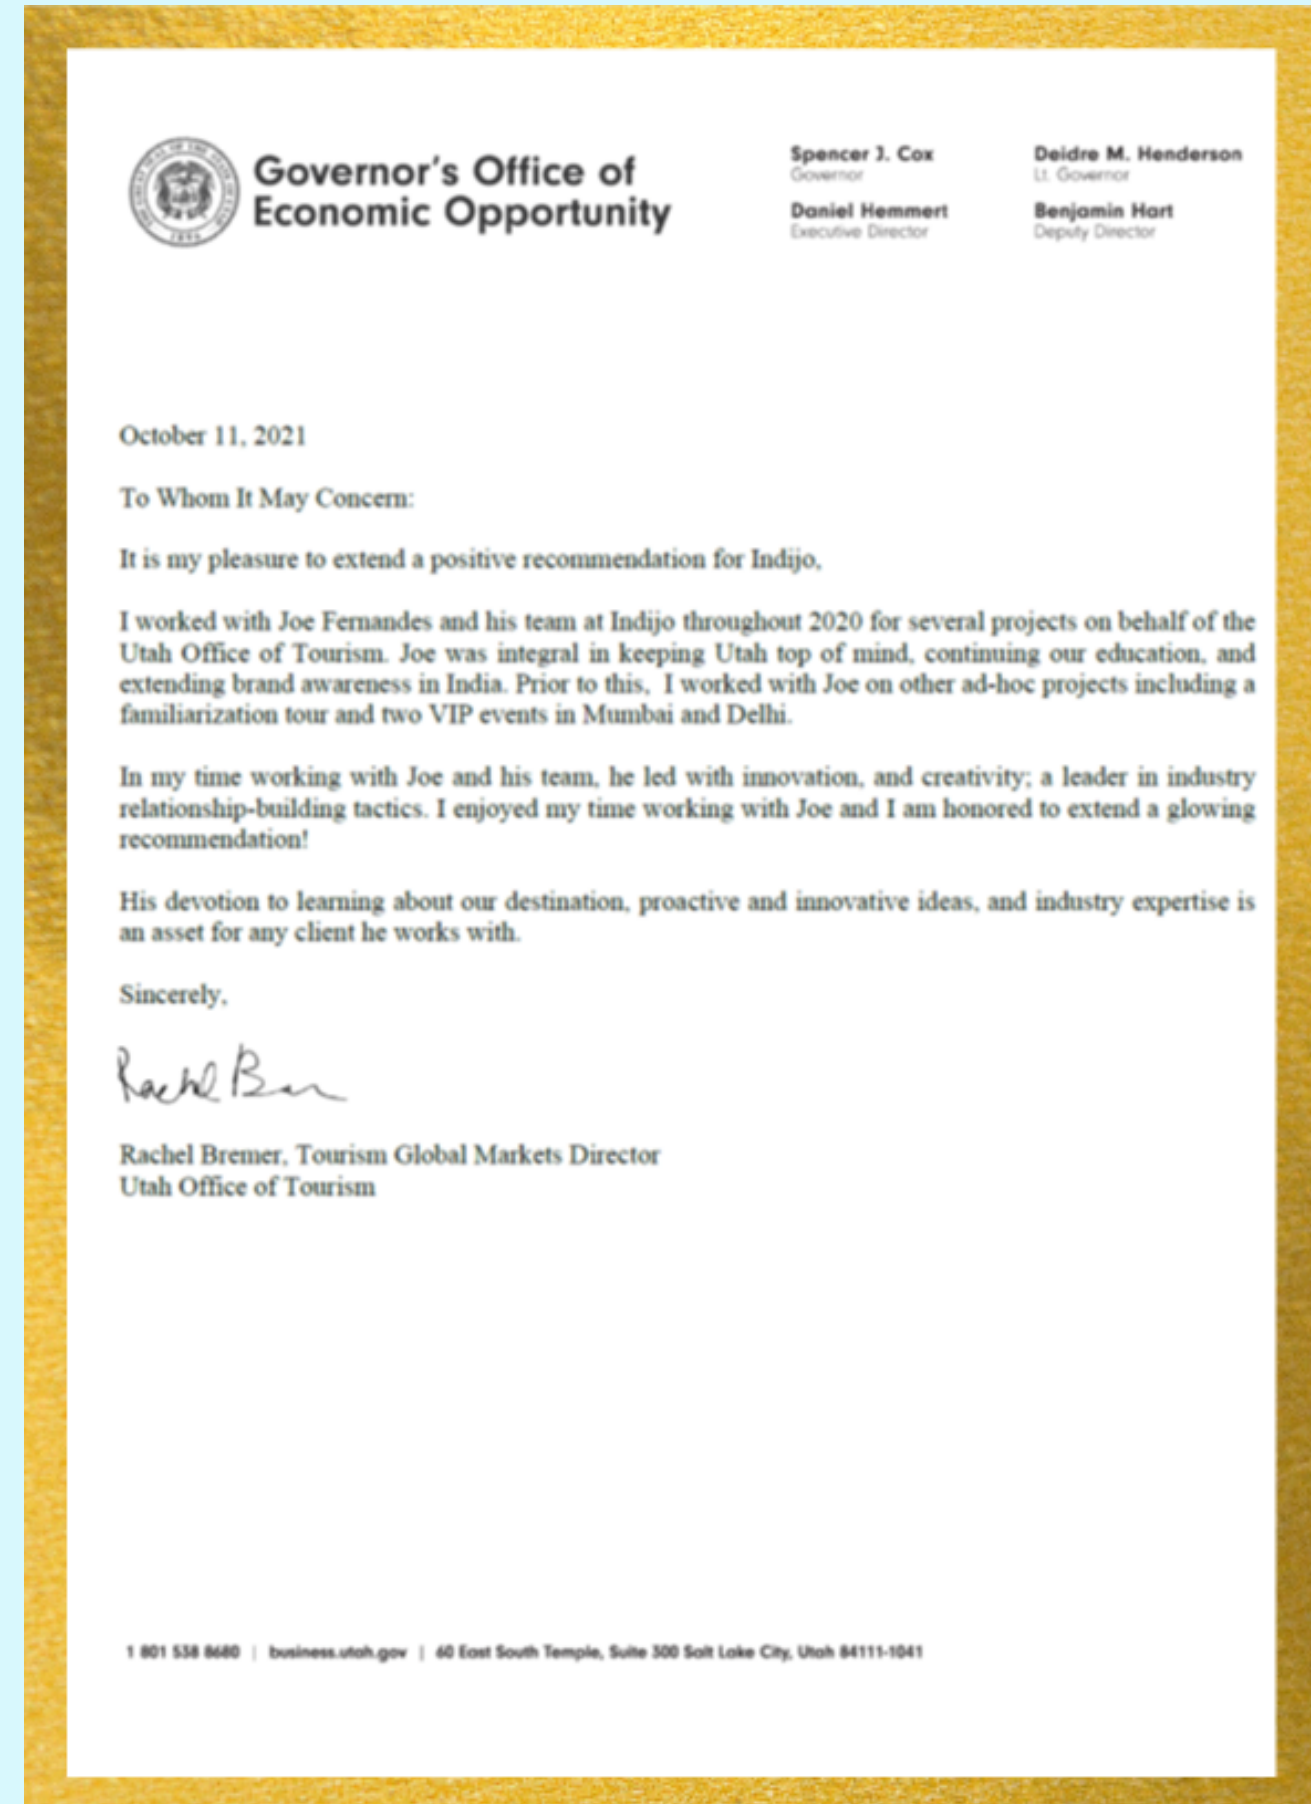 Governor's Office of
Economic Opportunity
Spencer J. Cox
Governor
Daniel Hemmert
Executive Director
Deidre M. Henderson
Lt. Governor
Benjamin Hart
Deputy Director
1896
October 11, 2021
To Whom It May Concern:
It is my pleasure to extend a positive recommendation for Indijo,
I worked with Joe Fernandes and his team at Indijo throughout 2020 for several projects on behalf of the
Utah Office of Tourism. Joe was integral in keeping Utah top of mind, continuing our education, and
extending brand awareness in India. Prior to this, I worked with Joe on other ad-hoc projects including a
familiarization tour and two VIP events in Mumbai and Delhi.
In my time working with Joe and his team, he led with innovation, and creativity; a leader in industry
relationship-building tactics. I enjoyed my time working with Joe and I am honored to extend a glowing
recommendation!
His devotion to learning about our destination, proactive and innovative ideas, and industry expertise is
an asset for any client he works with.
Sincerely,
Rachel Bremer, Tourism Global Markets Director
Utah Office of Tourism
1 801 538 8680 | business.utah.gov | 60 East South Temple, Suite 300 Salt Lake City, Utah 84111-1041